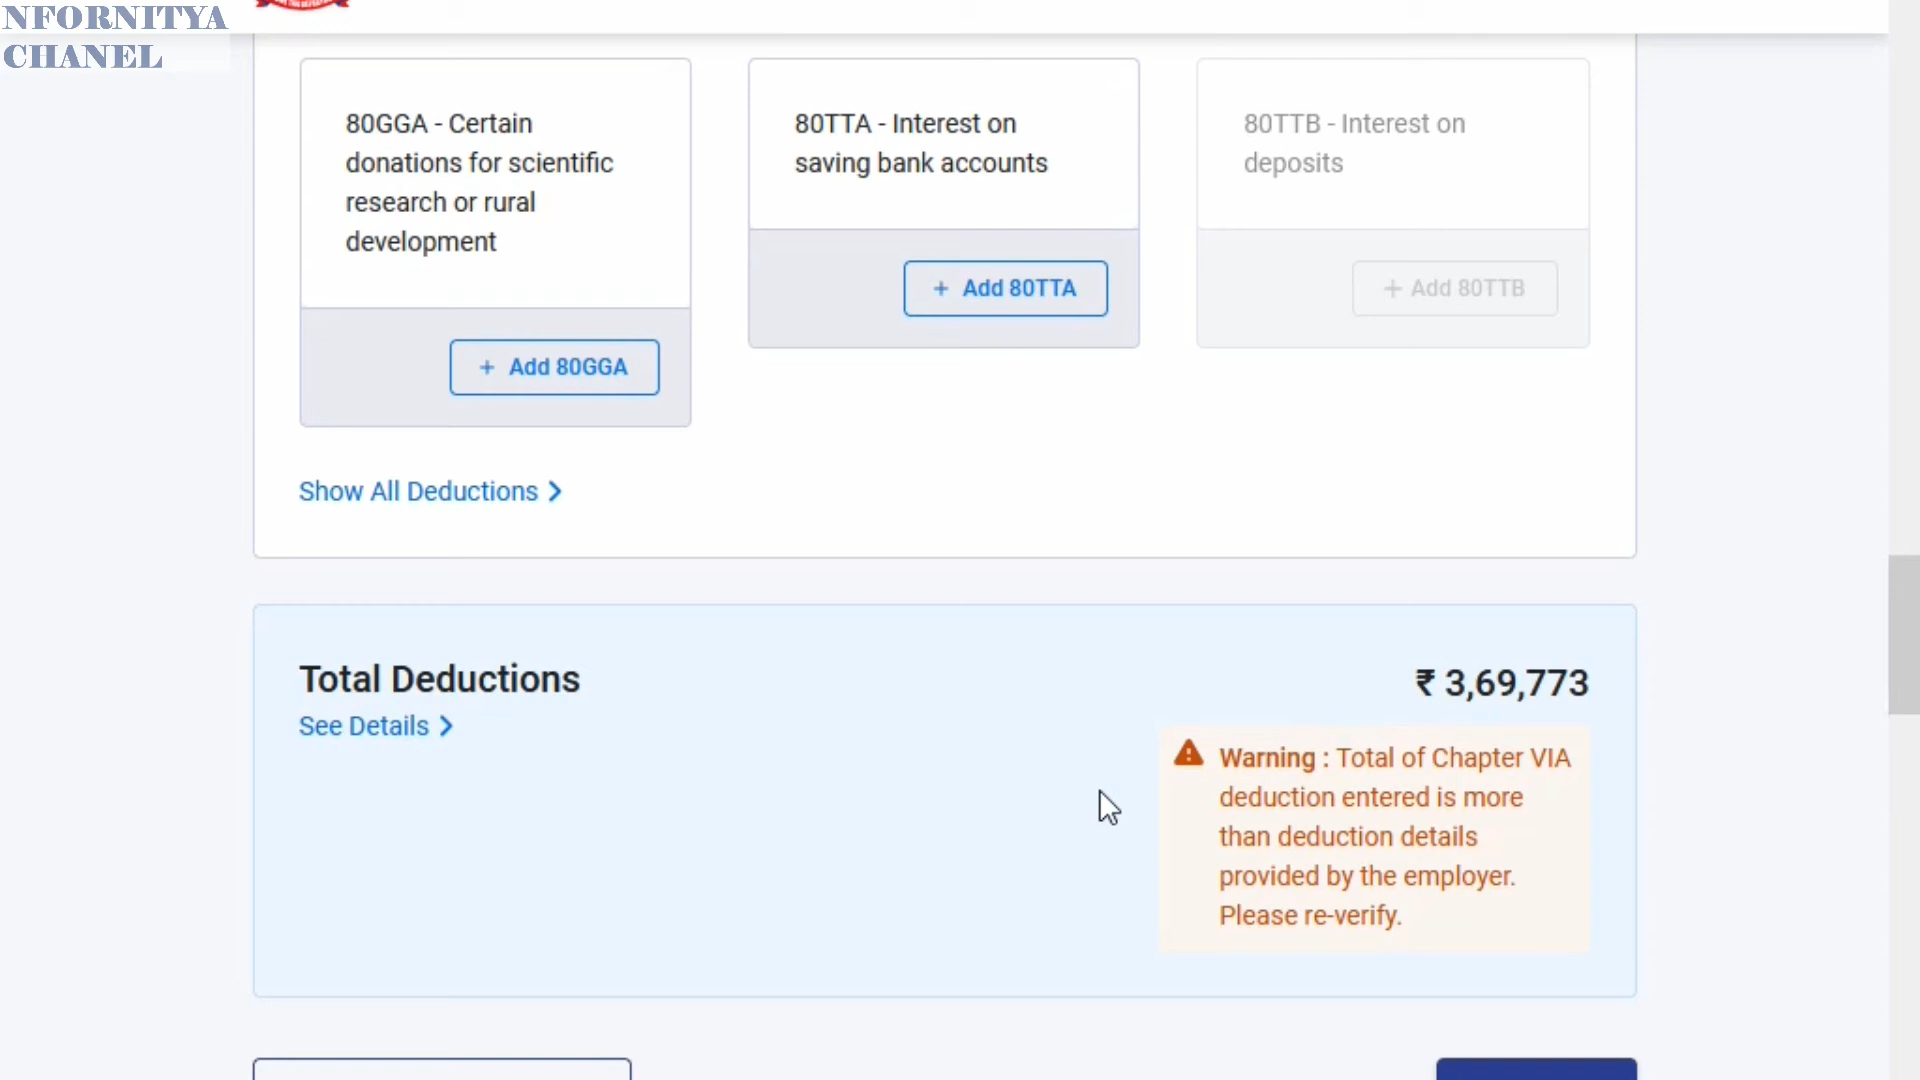 NFORNITYA
CHANEL
80GGA - Certain
donations for scientific
research or rural
development
+ Add 80GGA
80TTA - Interest on
saving bank accounts
+ Add 80TTA
80TTB - Interest on
deposits
+ Add 80TTB
Show All Deductions >
Total Deductions
₹ 3,69,773
See Details >
Warning : Total of Chapter VIA
deduction entered is more
than deduction details
provided by the employer.
Please re-verify.